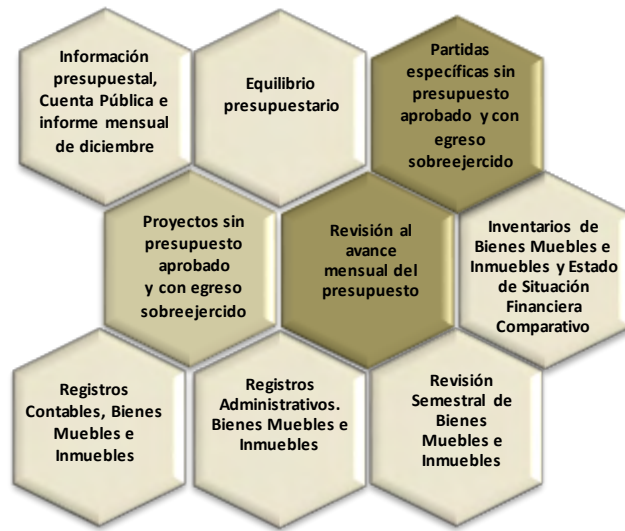 Información
presupuestal,
Cuenta Pública e
informe mensual
de diciembre
Equilibrio
presupuestario
Partidas
específicas sin
presupuesto
aprobado y con
egreso
sobreejercido
Proyectos sin
presupuesto
aprobado
y con egreso
sobreejercido
Revisión al
avance
mensual del
presupuesto
Inventarios de
Bienes Muebles e
Inmuebles y Estado
de Situación
Financiera
Comparativo
Registros
Contables, Bienes
Muebles e
Inmuebles
Registros
Administrativos.
Bienes Muebles e
Inmuebles
Revisión
Semestral de
Bienes
Muebles e
Inmuebles